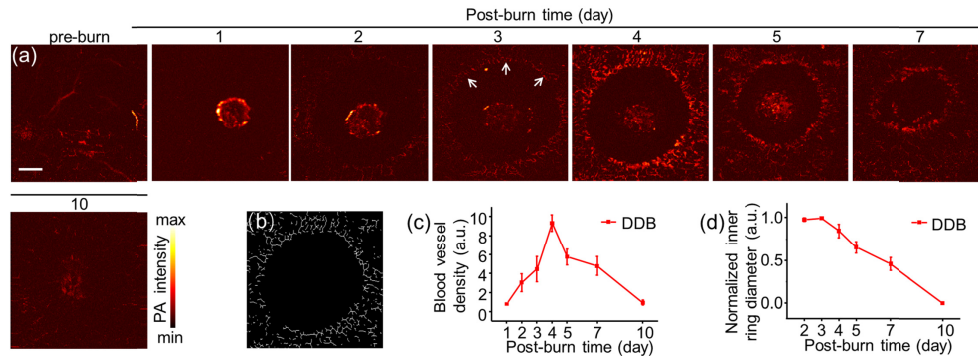 Post-burn time (day)
pre-burn 1 2 3 4 5 7
(a)
10
max
PA intensity
min
(b)
(c)
DDB
Blood vessel
density (a.u.)
10
8
6
4
2
0
1 2 3 4 5 7 10
Post-burn time (day)
(d)
DDB
Normalized inner
ring diameter (a.u.)
1.0
0.5
0.0
2 3 4 5 7 10
Post-burn time (day)